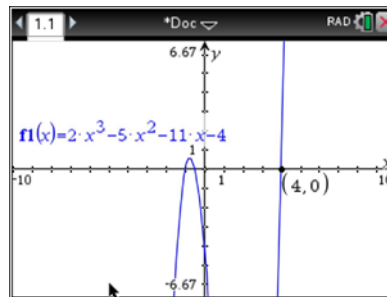 1.1 *Doc RAD
6.67 y
f1(x)=2·x³-5·x²-11·x-4
1
x
-10 1 (4,0) 10
-6.67